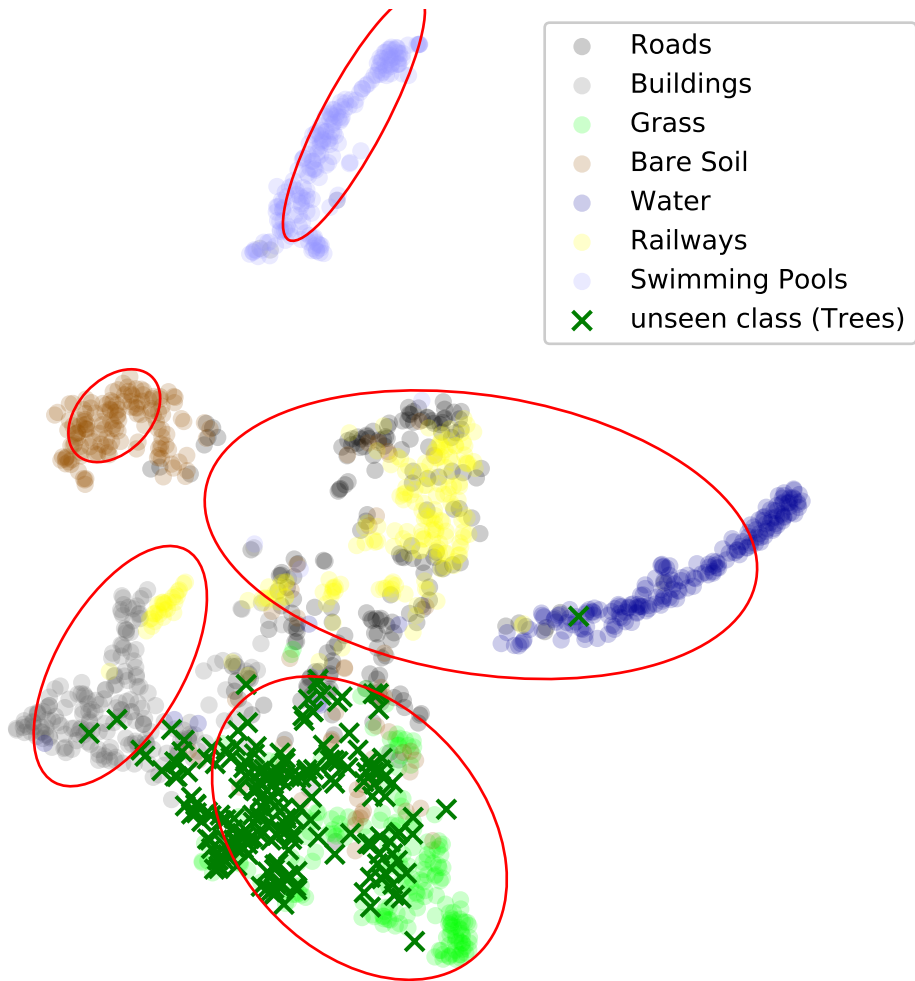 Roads
Buildings
Grass
Bare Soil
Water
Railways
Swimming Pools
unseen class (Trees)